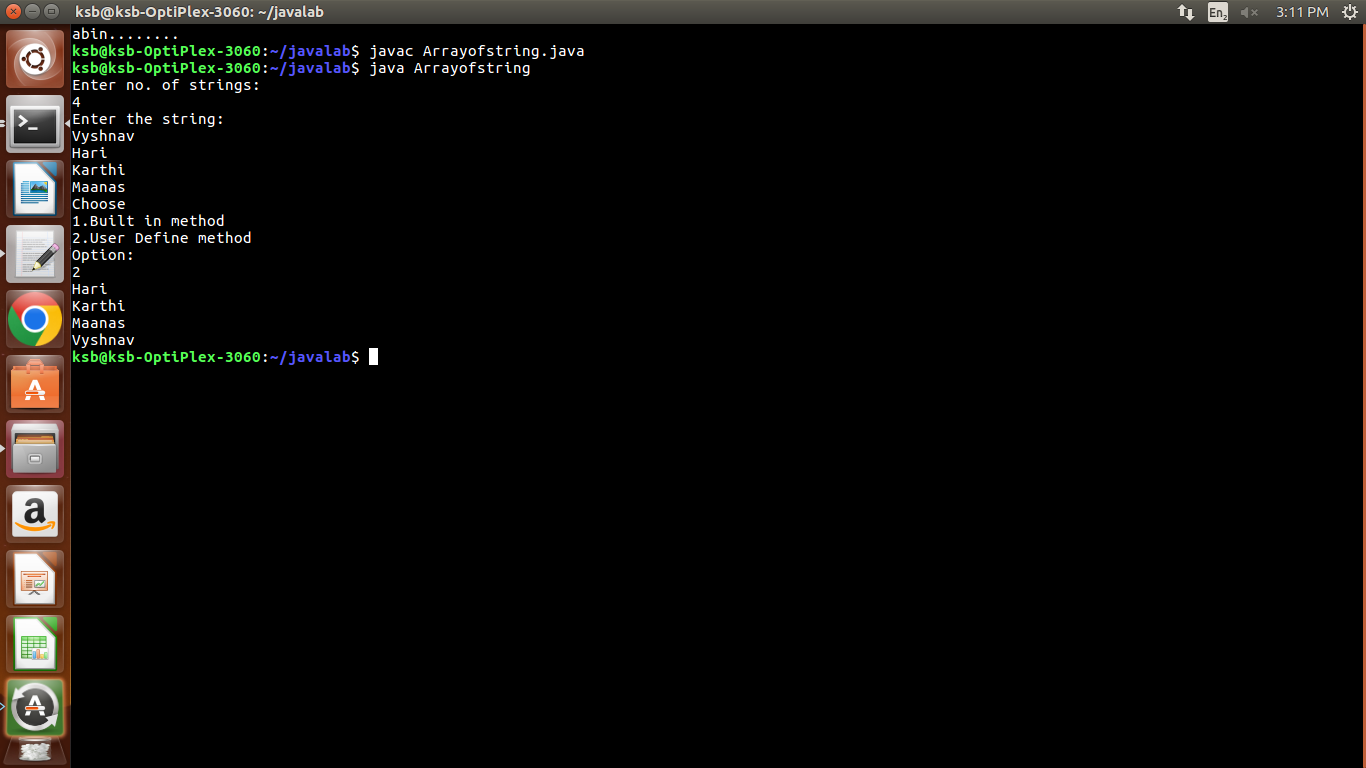 ksb@ksb-OptiPlex-3060: ~/javalab
En2
3:11 PM
abin........
ksb@ksb-OptiPlex-3060:~/javalab$ javac Arrayofstring.java
ksb@ksb-OptiPlex-3060:~/javalab$ java Arrayofstring
Enter no. of strings:
4
Enter the string:
Vyshnav
Hari
Karthi
Maanas
Choose
1.Built in method
2.User Define method
Option:
2
Hari
Karthi
Maanas
Vyshnav
ksb@ksb-OptiPlex-3060:~/javalab$